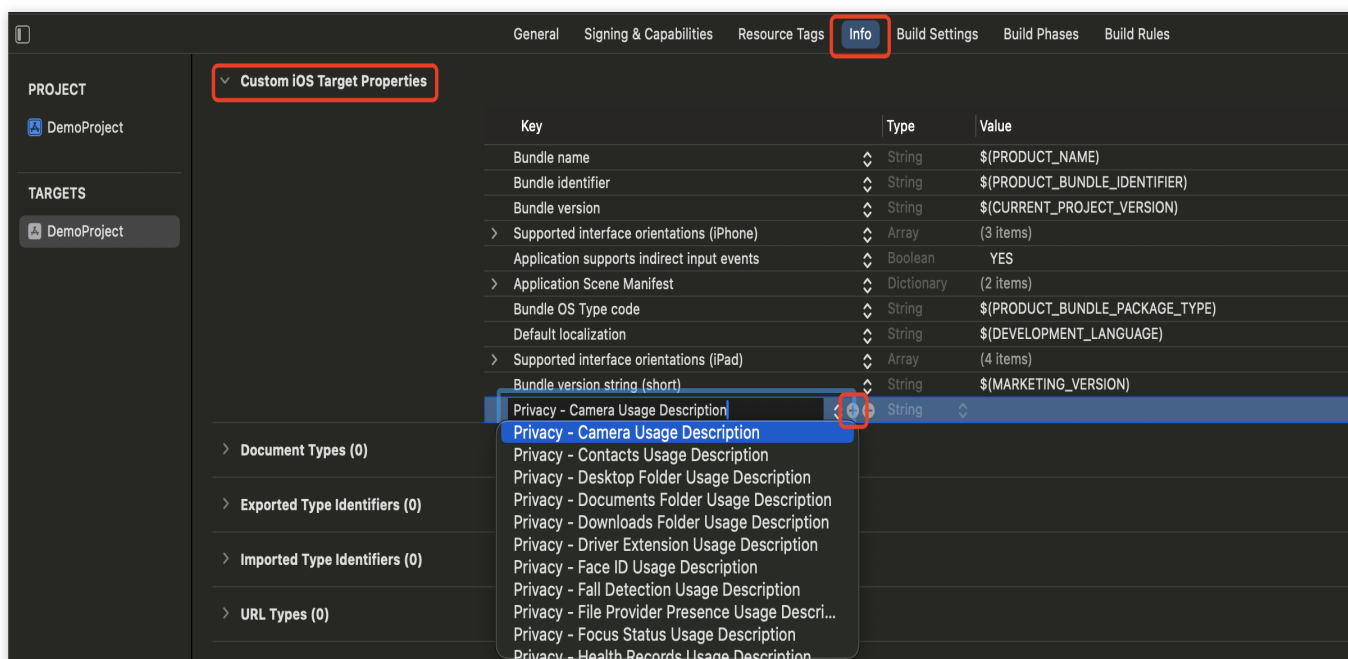 General Signing & Capabilities Resource Tags Info Build Settings Build Phases Build Rules
PROJECT
DemoProject
TARGETS
DemoProject
Custom iOS Target Properties
Key Type Value
Bundle name String $(PRODUCT_NAME)
Bundle identifier String $(PRODUCT_BUNDLE_IDENTIFIER)
Bundle version String $(CURRENT_PROJECT_VERSION)
Supported interface orientations (iPhone) Array (3 items)
Application supports indirect input events Boolean YES
Application Scene Manifest Dictionary (2 items)
Bundle OS Type code String $(PRODUCT_BUNDLE_PACKAGE_TYPE)
Default localization String $(DEVELOPMENT_LANGUAGE)
Supported interface orientations (iPad) Array (4 items)
Bundle version string (short) String $(MARKETING_VERSION)
Privacy - Camera Usage Description String
Privacy - Camera Usage Description
Privacy - Contacts Usage Description
Privacy - Desktop Folder Usage Description
Privacy - Documents Folder Usage Description
Privacy - Downloads Folder Usage Description
Privacy - Driver Extension Usage Description
Privacy - Face ID Usage Description
Privacy - Fall Detection Usage Description
Privacy - File Provider Presence Usage Descri...
Privacy - Focus Status Usage Description
Privacy - Health Records Usage Description
Document Types (0)
Exported Type Identifiers (0)
Imported Type Identifiers (0)
URL Types (0)